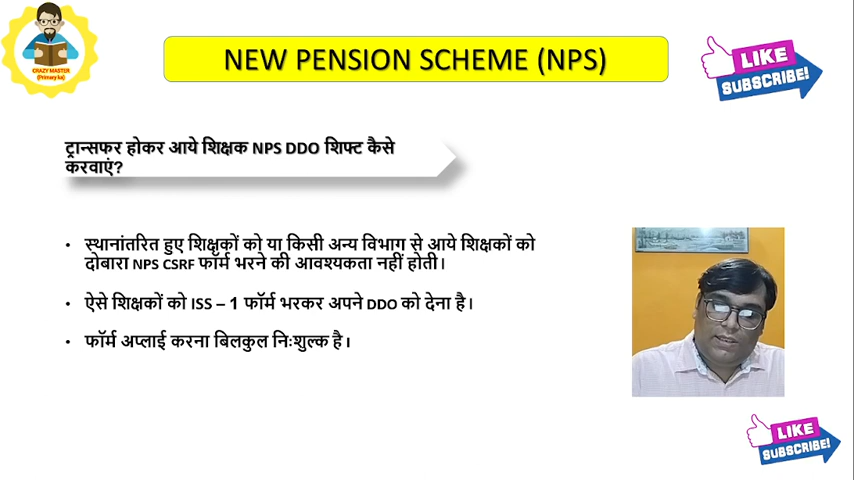 CRAZY MASTER
(Primary ka)
NEW PENSION SCHEME (NPS)
LIKE
SUBSCRIBE!
ट्रान्सफर होकर आये शिक्षक NPS DDO शिफ्ट कैसे
करवाएं?
• स्थानांतरित हुए शिक्षकों को या किसी अन्य विभाग से आये शिक्षकों को
दोबारा NPS CSRF फॉर्म भरने की आवश्यकता नहीं होती।
• ऐसे शिक्षकों को ISS – 1 फॉर्म भरकर अपने DDO को देना है।
• फॉर्म अप्लाई करना बिलकुल निःशुल्क है।
LIKE
SUBSCRIBE!